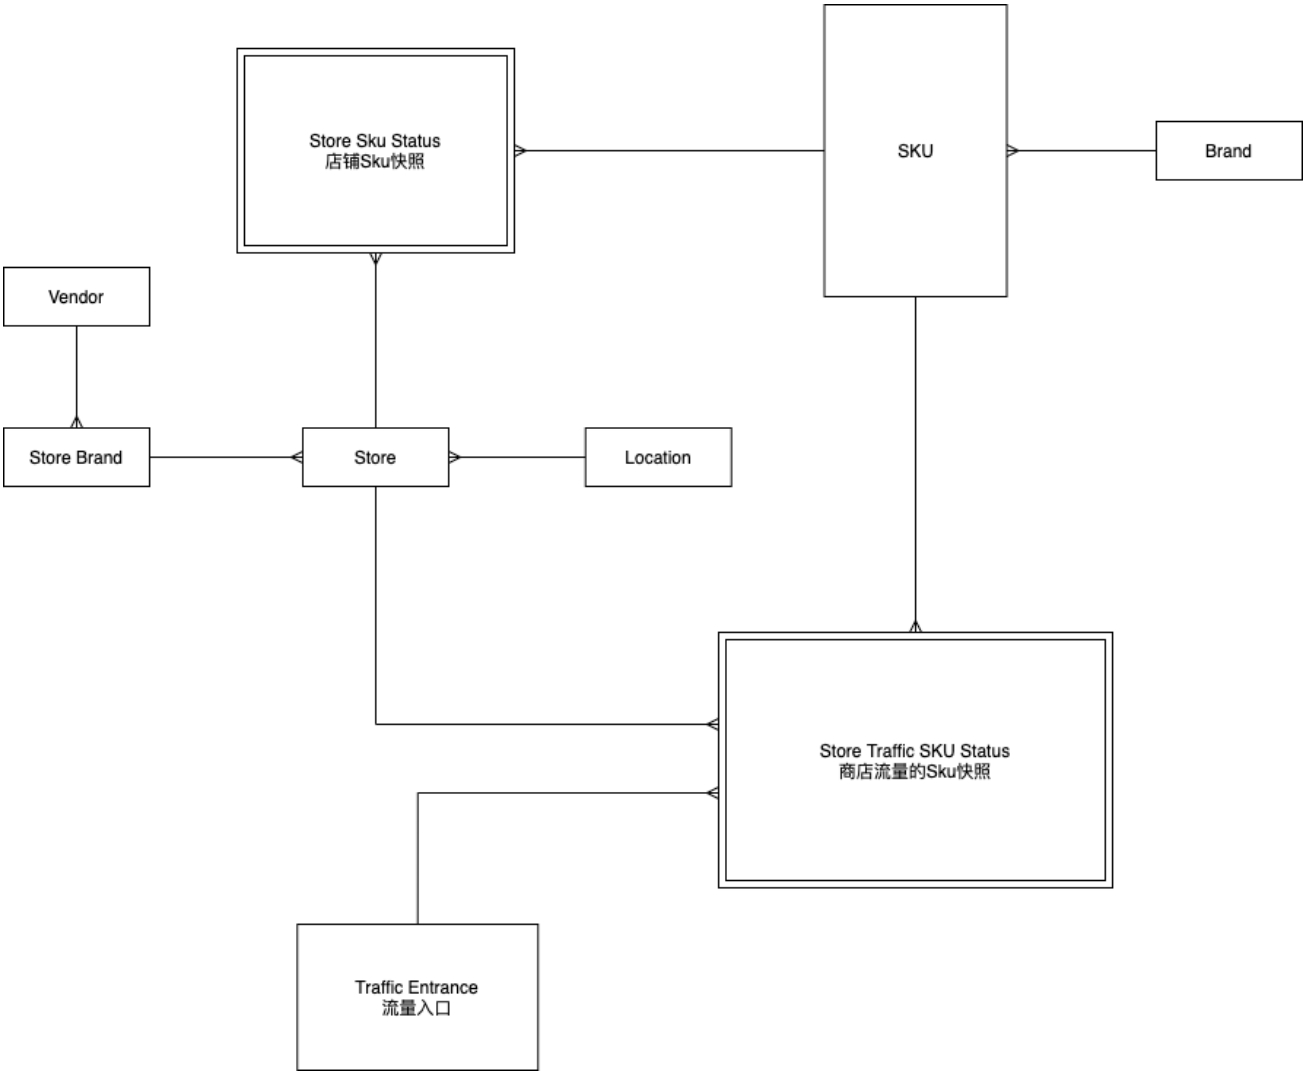 Store Sku Status
店铺Sku快照
SKU
Brand
Vendor
Store Brand
Store
Location
Store Traffic SKU Status
商店流量的Sku快照
Traffic Entrance
流量入口